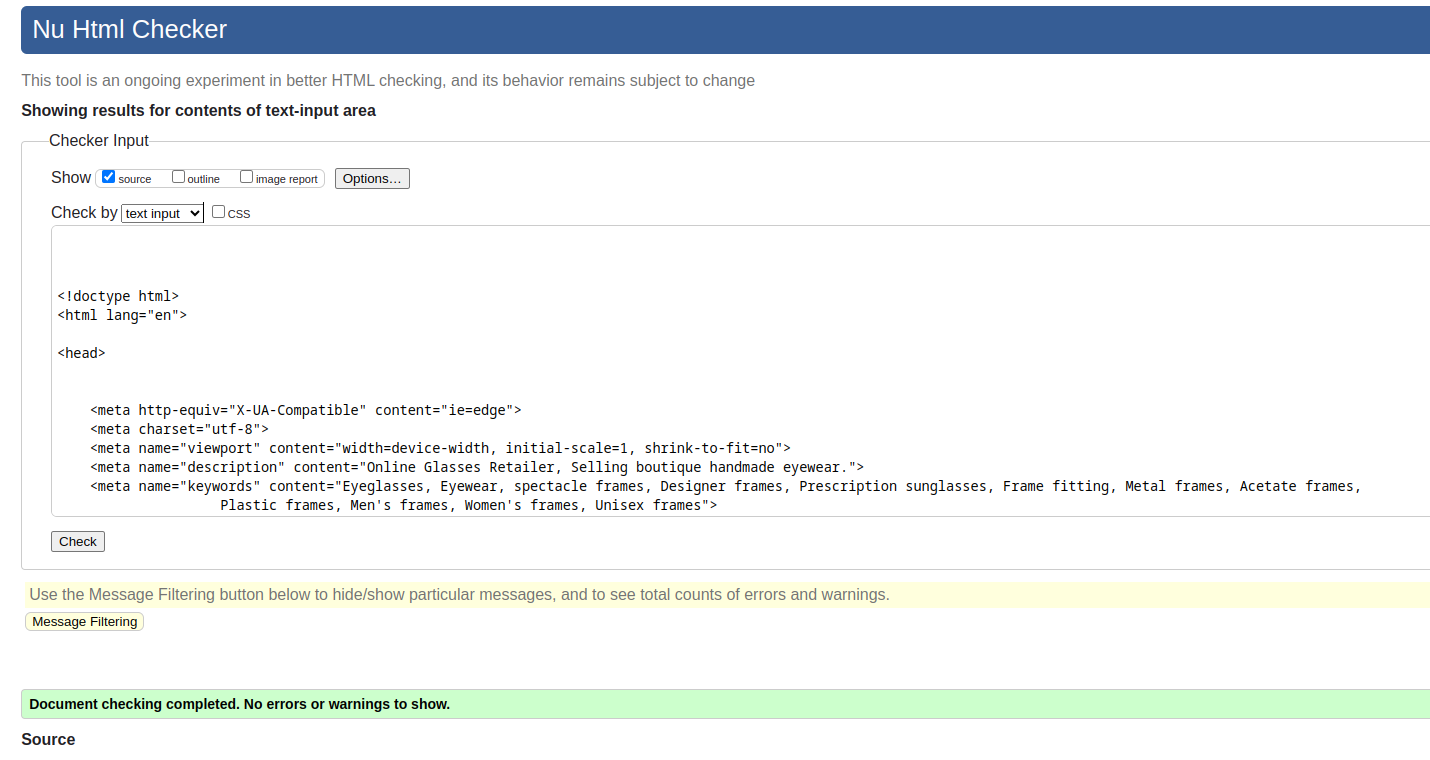 Nu Html Checker
This tool is an ongoing experiment in better HTML checking, and its behavior remains subject to change
Showing results for contents of text-input area
Checker Input
Show source outline image report Options…
Check by text input CSS
<!doctype html>
<html lang="en">
<head>
<meta http-equiv="X-UA-Compatible" content="ie=edge">
<meta charset="utf-8">
<meta name="viewport" content="width=device-width, initial-scale=1, shrink-to-fit=no">
<meta name="description" content="Online Glasses Retailer, Selling boutique handmade eyewear.">
<meta name="keywords" content="Eyeglasses, Eyewear, spectacle frames, Designer frames, Prescription sunglasses, Frame fitting, Metal frames, Acetate frames,
Plastic frames, Men's frames, Women's frames, Unisex frames">
Check
Use the Message Filtering button below to hide/show particular messages, and to see total counts of errors and warnings.
Message Filtering
Document checking completed. No errors or warnings to show.
Source